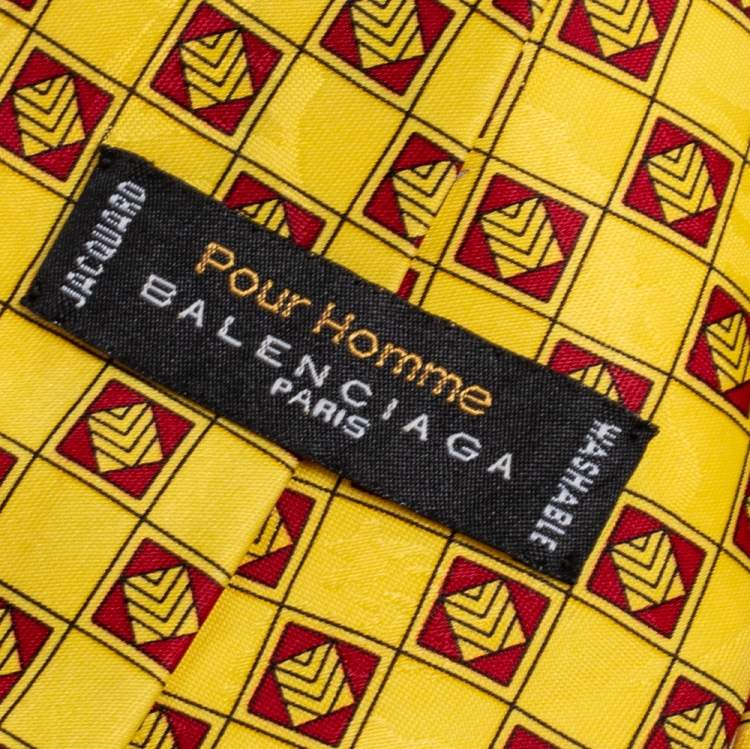 JACQUARD
Pour Homme
BALENCIAGA
PARIS
WASHABLE